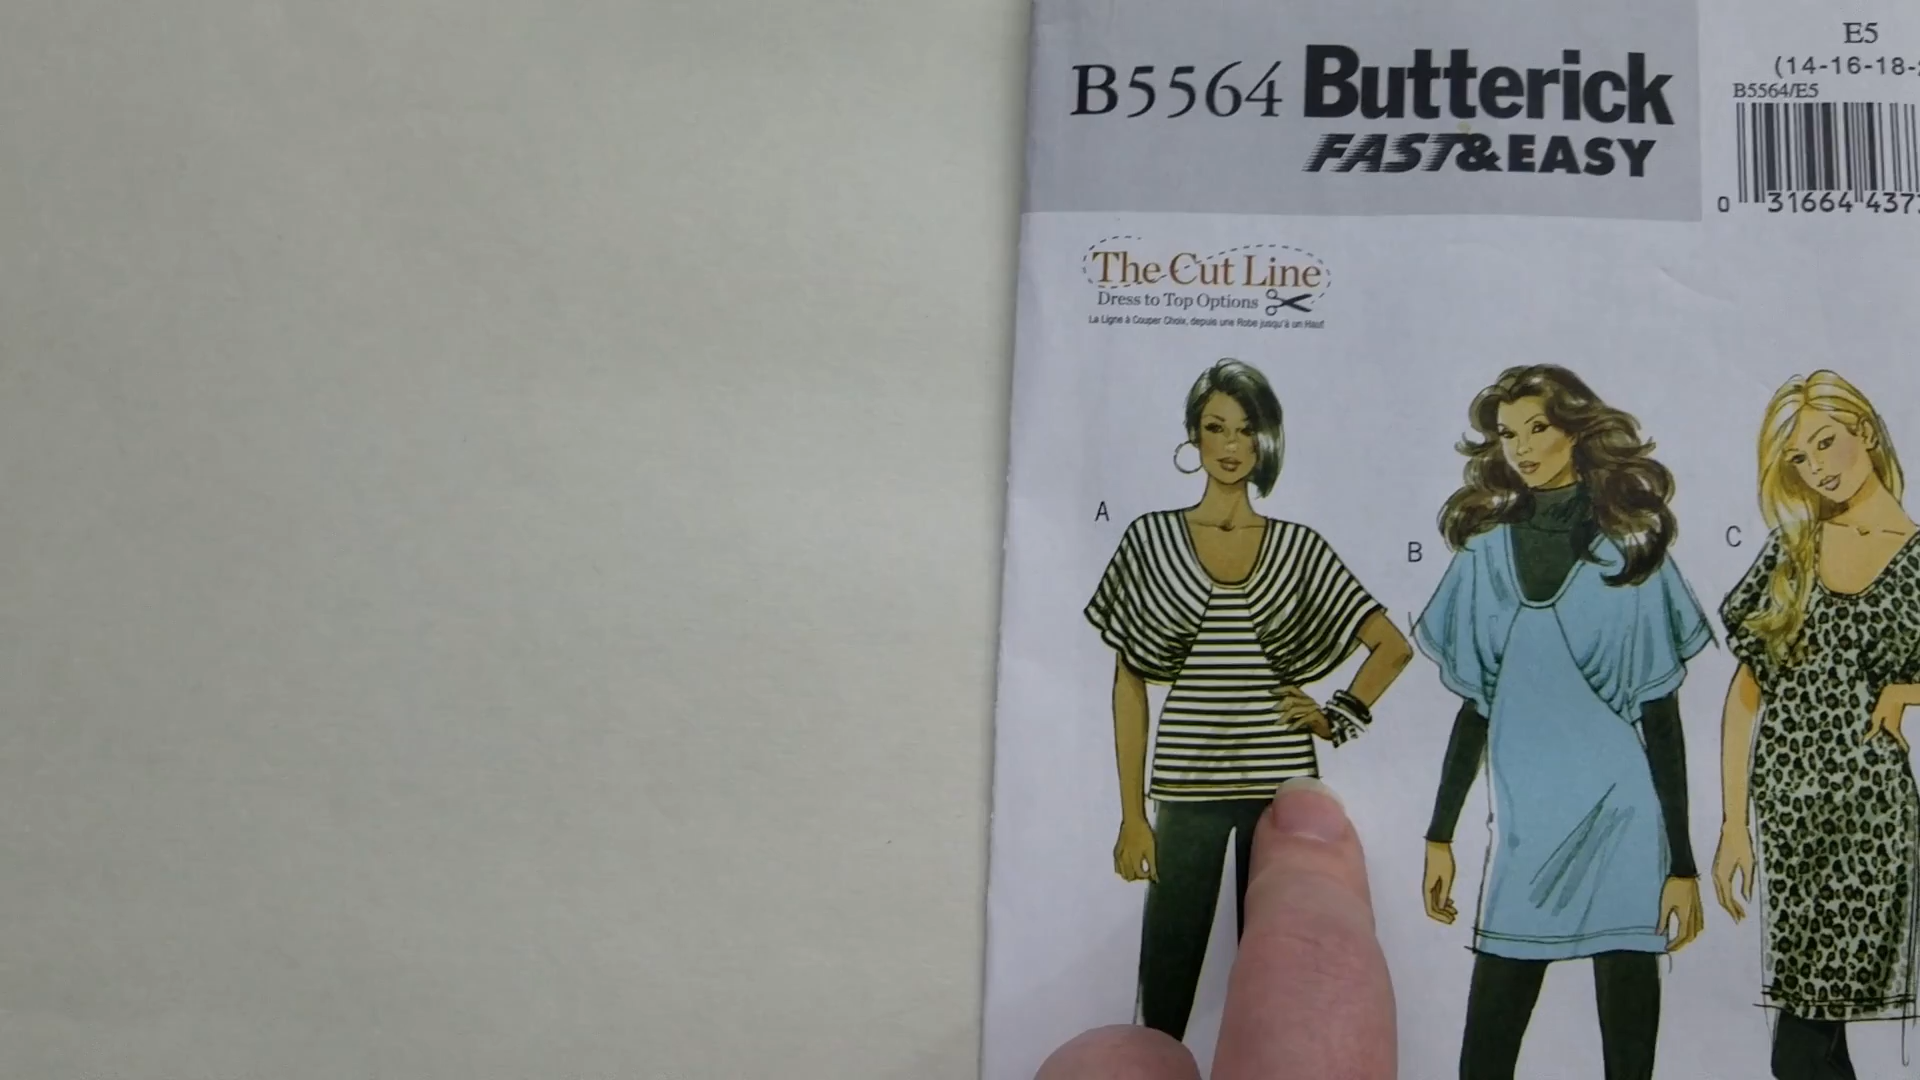 B5564 Butterick
FAST&EASY
E5
(14-16-18-
B5564/E5
0 31664 437
The Cut Line
Dress to Top Options
La Ligne à Couper Choix, depuis une Robe jusqu'à un Haut
A
B
C